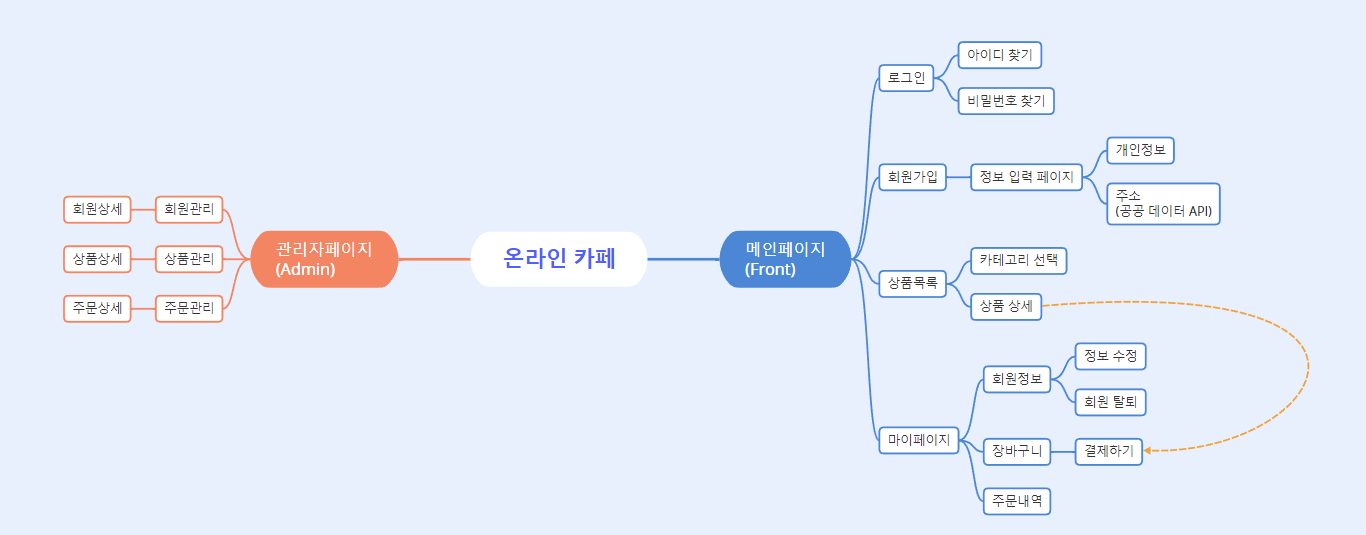 온라인 카페
관리자페이지
(Admin)
회원관리
회원상세
상품관리
상품상세
주문관리
주문상세
메인페이지
(Front)
로그인
아이디 찾기
비밀번호 찾기
회원가입
정보 입력 페이지
개인정보
주소
(공공 데이터 API)
상품목록
카테고리 선택
상품 상세
마이페이지
회원정보
정보 수정
회원 탈퇴
장바구니
결제하기
주문내역